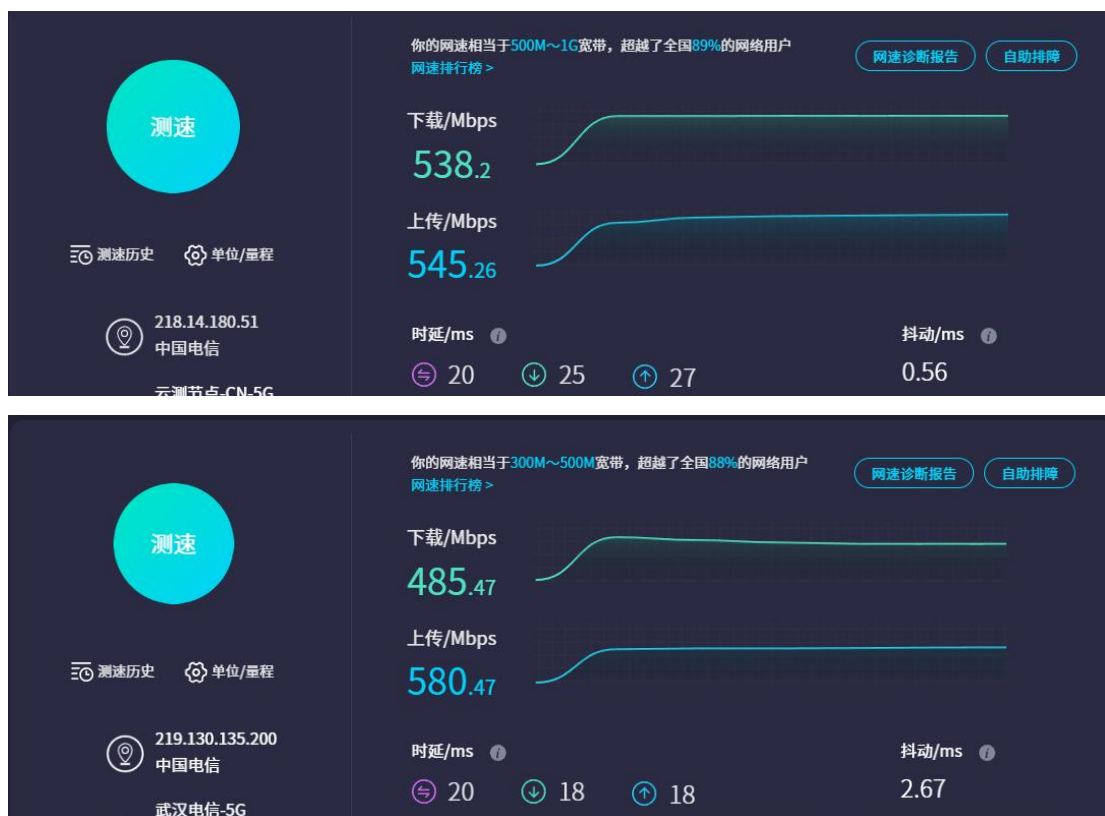 你的网速相当于500M～1G宽带，超越了全国89%的网络用户
网速排行榜 >
网速诊断报告
自助排障
测速
下载/Mbps
538.2
上传/Mbps
545.26
测速历史
单位/量程
218.14.180.51
中国电信
云测节点-CN-5G
时延/ms
20
25
27
抖动/ms
0.56
你的网速相当于300M～500M宽带，超越了全国88%的网络用户
网速排行榜 >
网速诊断报告
自助排障
测速
下载/Mbps
485.47
上传/Mbps
580.47
测速历史
单位/量程
219.130.135.200
中国电信
武汉电信-5G
时延/ms
20
18
18
抖动/ms
2.67